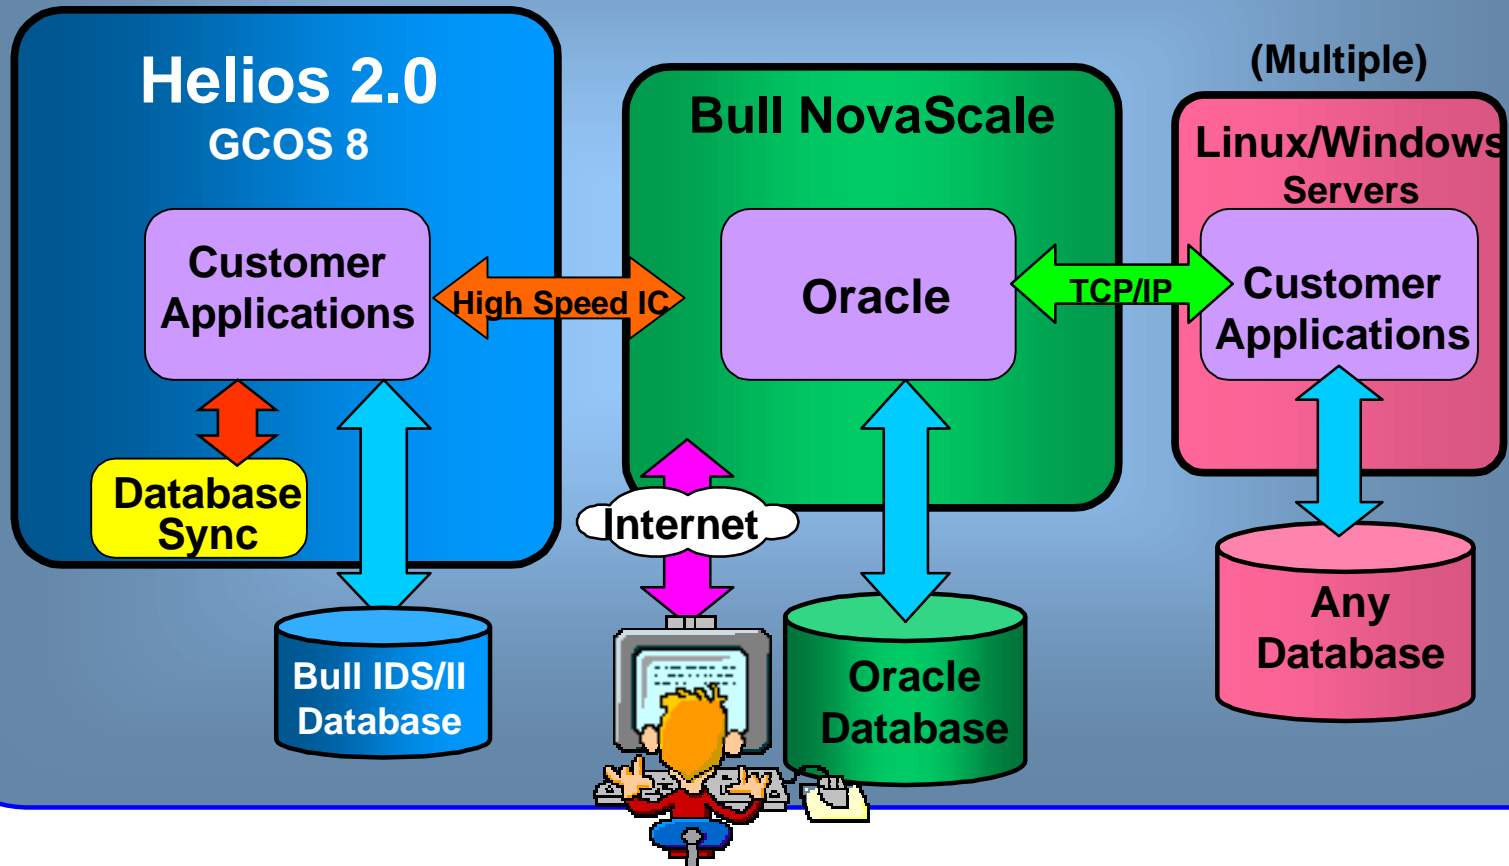 Helios 2.0
GCOS 8
Customer
Applications
Database
Sync
Bull IDS/II
Database
High Speed IC
Bull NovaScale
Oracle
Internet
Oracle
Database
TCP/IP
(Multiple)
Linux/Windows
Servers
Customer
Applications
Any
Database